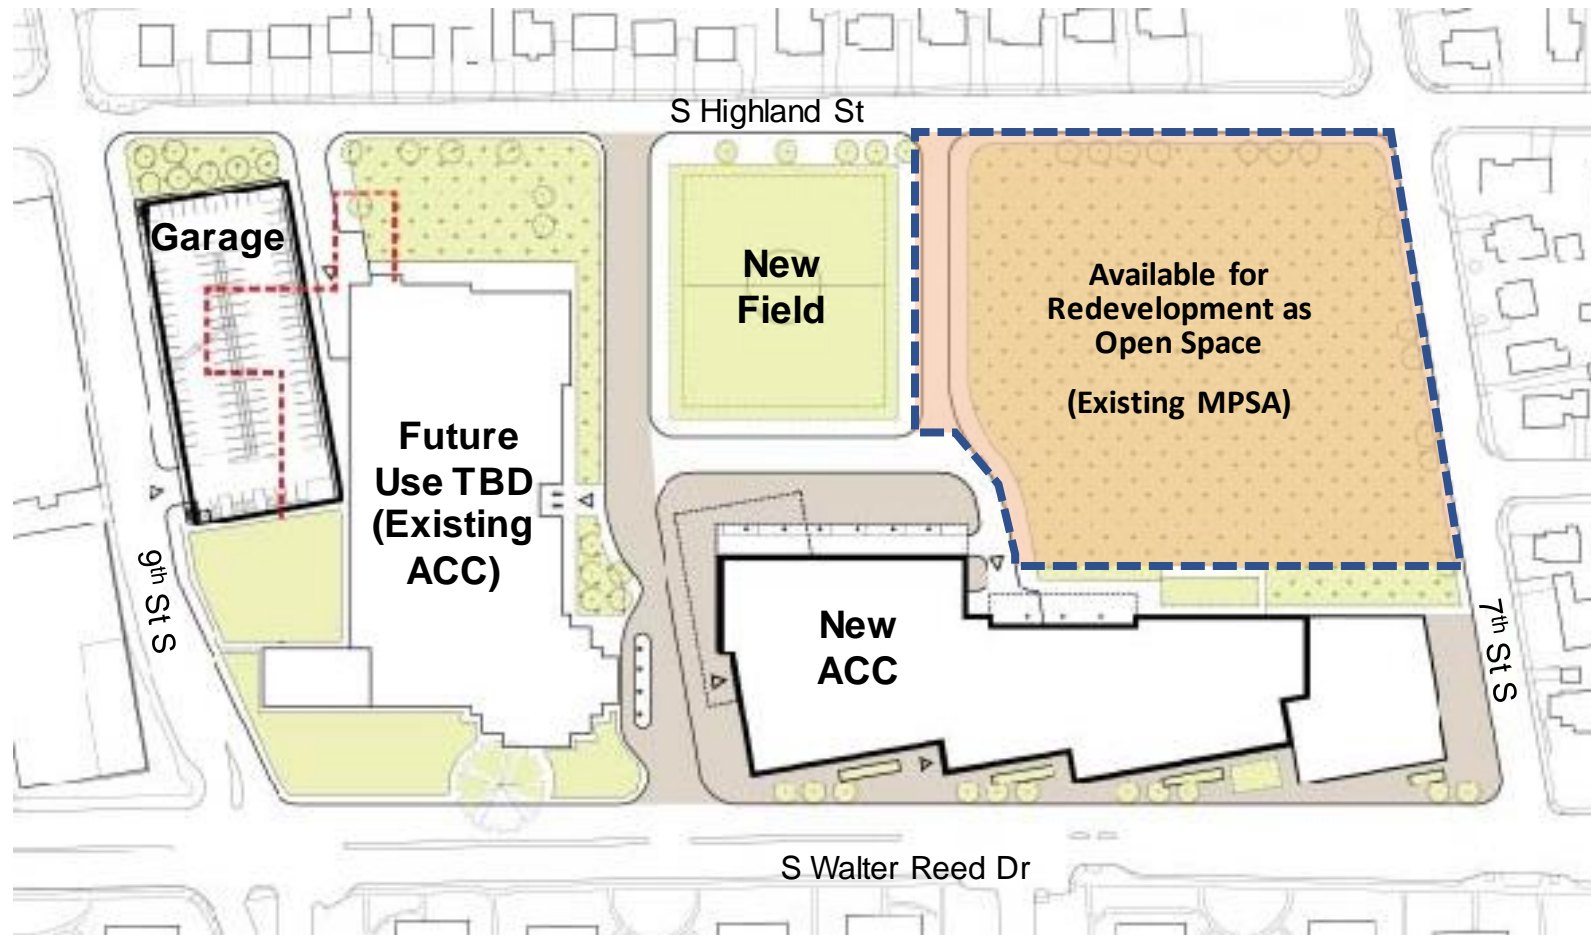 S Highland St
Garage
New
Field
Available for
Redevelopment as
Open Space
(Existing MPSA)
Future
Use TBD
(Existing
ACC)
9th St S
New
ACC
7th St S
S Walter Reed Dr